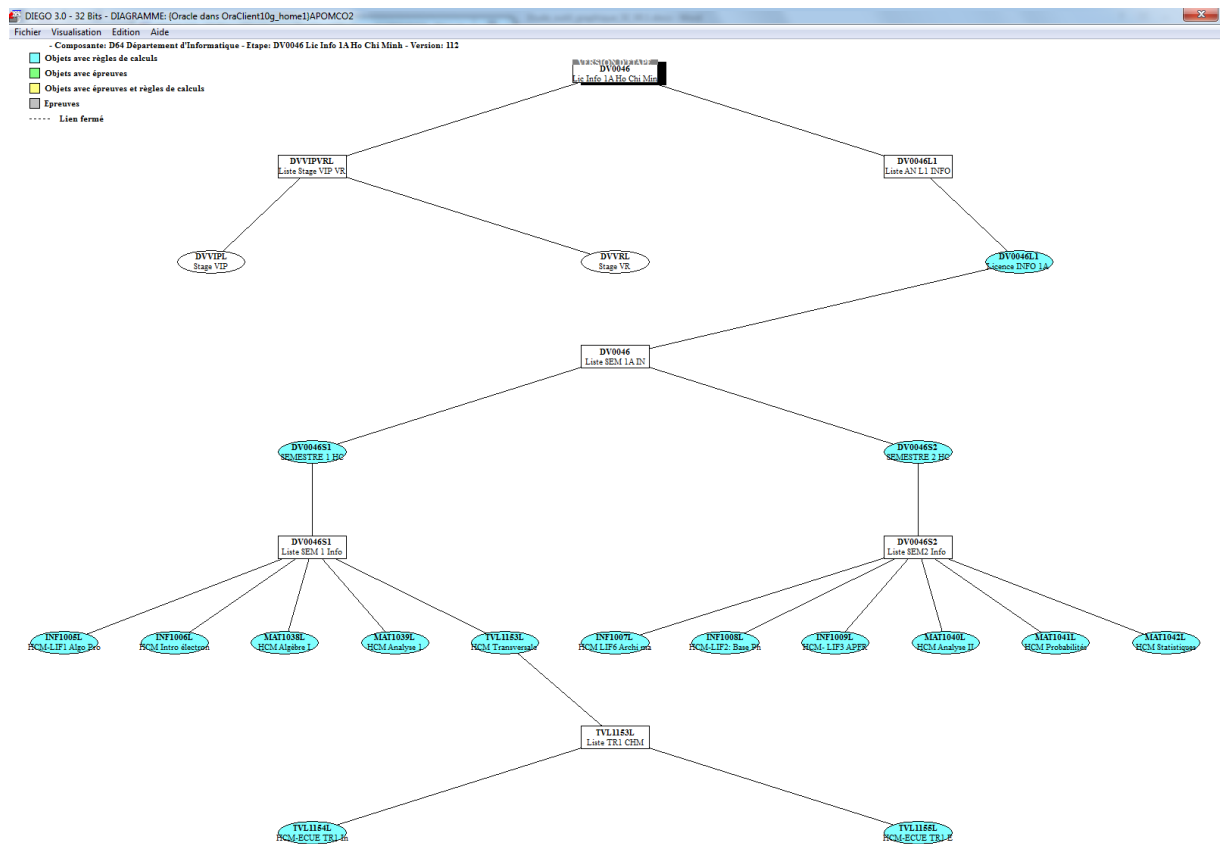 DIEGO 3.0 - 32 Bits - DIAGRAMME: (Oracle dans OraClient10g_home1)APOMCO2
Fichier Visualisation Edition Aide
- Composante: D64 Département d'Informatique - Etape: DV0046 Lic Info 1A Ho Chi Minh - Version: 112
Objets avec règles de calculs
Objets avec épreuves
Objets avec épreuves et règles de calculs
Epreuves
----- Lien fermé
VERSION D'ETAPE
DV0046
Lic Info 1A Ho Chi Min
DVVIPVRL
Liste Stage VIP VR
DV0046L1
Liste AN L1 INFO
DVVIPL
Stage VIP
DVVRL
Stage VR
DV0046L1
Licence INFO 1A
DV0046
Liste SEM 1A IN
DV0046S1
SEMESTRE 1 HC
DV0046S2
SEMESTRE 2 HC
DV0046S1
Liste SEM 1 Info
DV0046S2
Liste SEM2 Info
INF1005L
HCM-LIF1 Algo Pro
INF1006L
HCM Intro électron
MAT1038L
HCM Algèbre I
MAT1039L
HCM Analyse I
TVL1153L
HCM Transversale
INF1007L
HCM LIF6 Archi ma
INF1008L
HCM-LIF2: Base Ph
INF1009L
HCM- LIF3 APFR
MAT1040L
HCM Analyse II
MAT1041L
HCM Probabilités
MAT1042L
HCM Statistiques
TVL1153L
Liste TR1 CHM
TVL1154L
HCM-ECUE TR1-In
TVL1155L
HCM-ECUE TR1-E